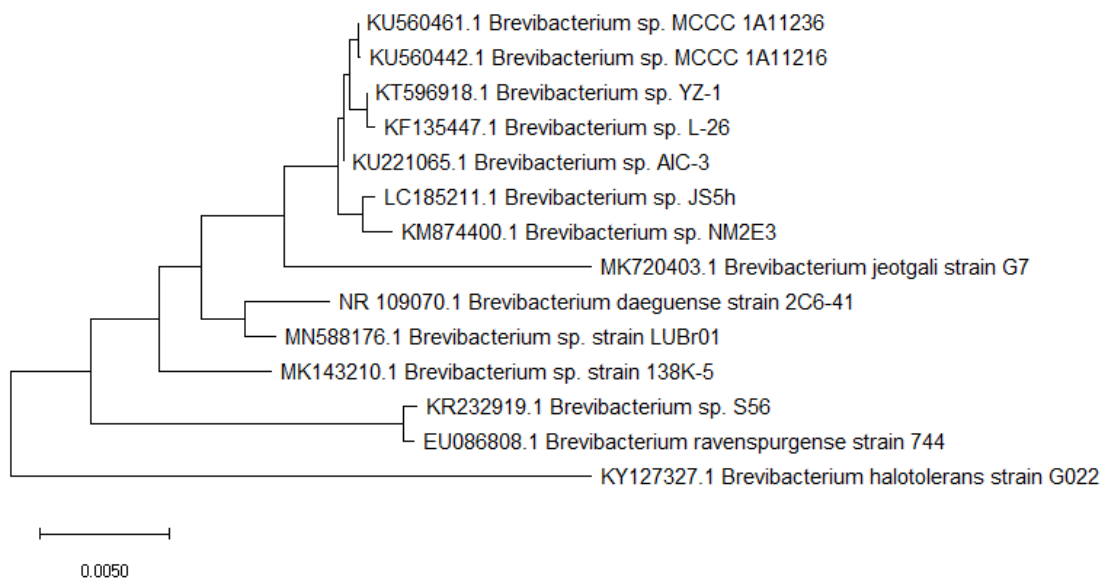 KU560461.1 Brevibacterium sp. MCCC 1A11236
KU560442.1 Brevibacterium sp. MCCC 1A11216
KT596918.1 Brevibacterium sp. YZ-1
KF135447.1 Brevibacterium sp. L-26
KU221065.1 Brevibacterium sp. AIC-3
LC185211.1 Brevibacterium sp. JS5h
KM874400.1 Brevibacterium sp. NM2E3
MK720403.1 Brevibacterium jeotgali strain G7
NR 109070.1 Brevibacterium daeguense strain 2C6-41
MN588176.1 Brevibacterium sp. strain LUBr01
MK143210.1 Brevibacterium sp. strain 138K-5
KR232919.1 Brevibacterium sp. S56
EU086808.1 Brevibacterium ravenspurgense strain 744
KY127327.1 Brevibacterium halotolerans strain G022
0.0050